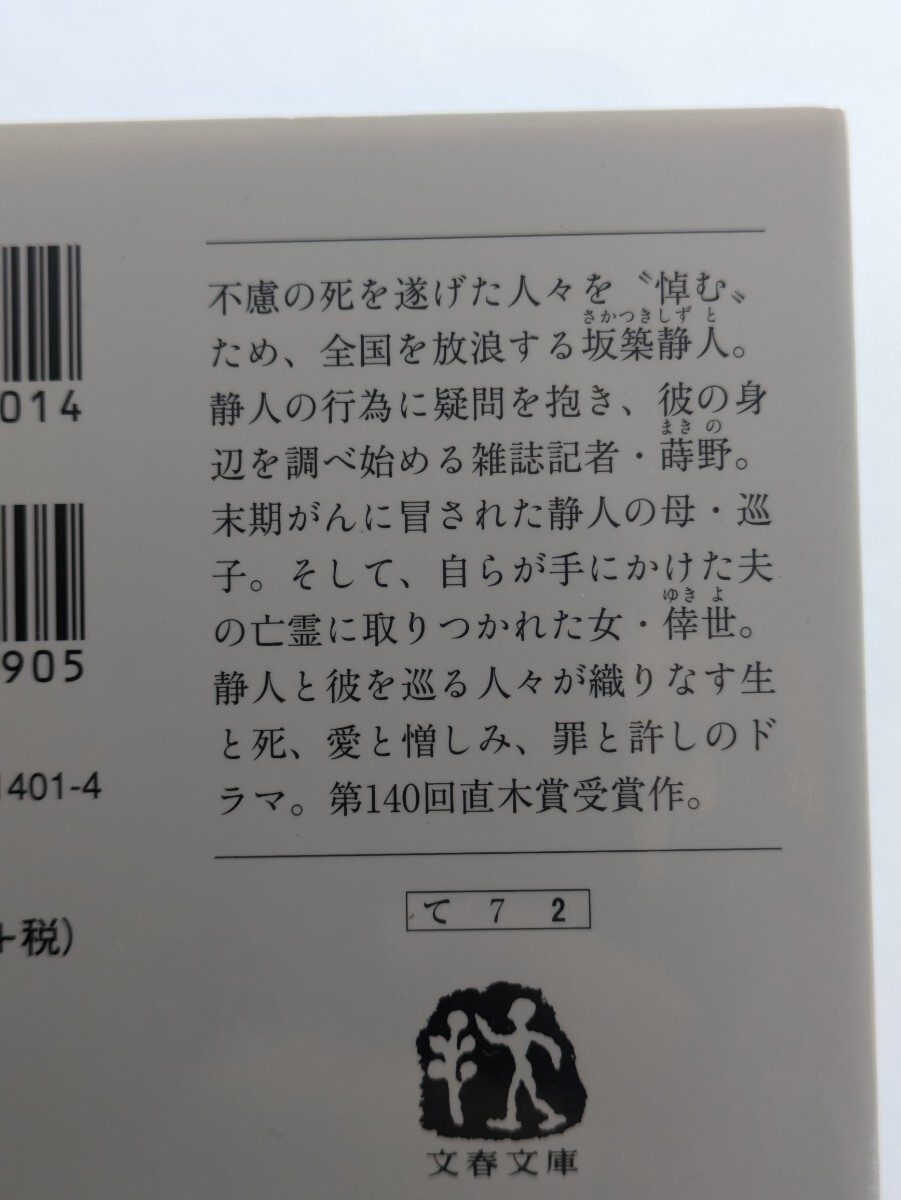 不慮の死を遂げた人々を〝悼む〟
さかつきしずと
ため、全国を放浪する坂築静人。
静人の行為に疑問を抱き、彼の身
まきの
辺を調べ始める雑誌記者・蒔野。
末期がんに冒された静人の母・巡
子。そして、自らが手にかけた夫
ゆきよ
の亡霊に取りつかれた女・倖世。
静人と彼を巡る人々が織りなす生
と死、愛と憎しみ、罪と許しのド
ラマ。第140回直木賞受賞作。
014
905
1401-4
+税)
て 7 2
文春文庫